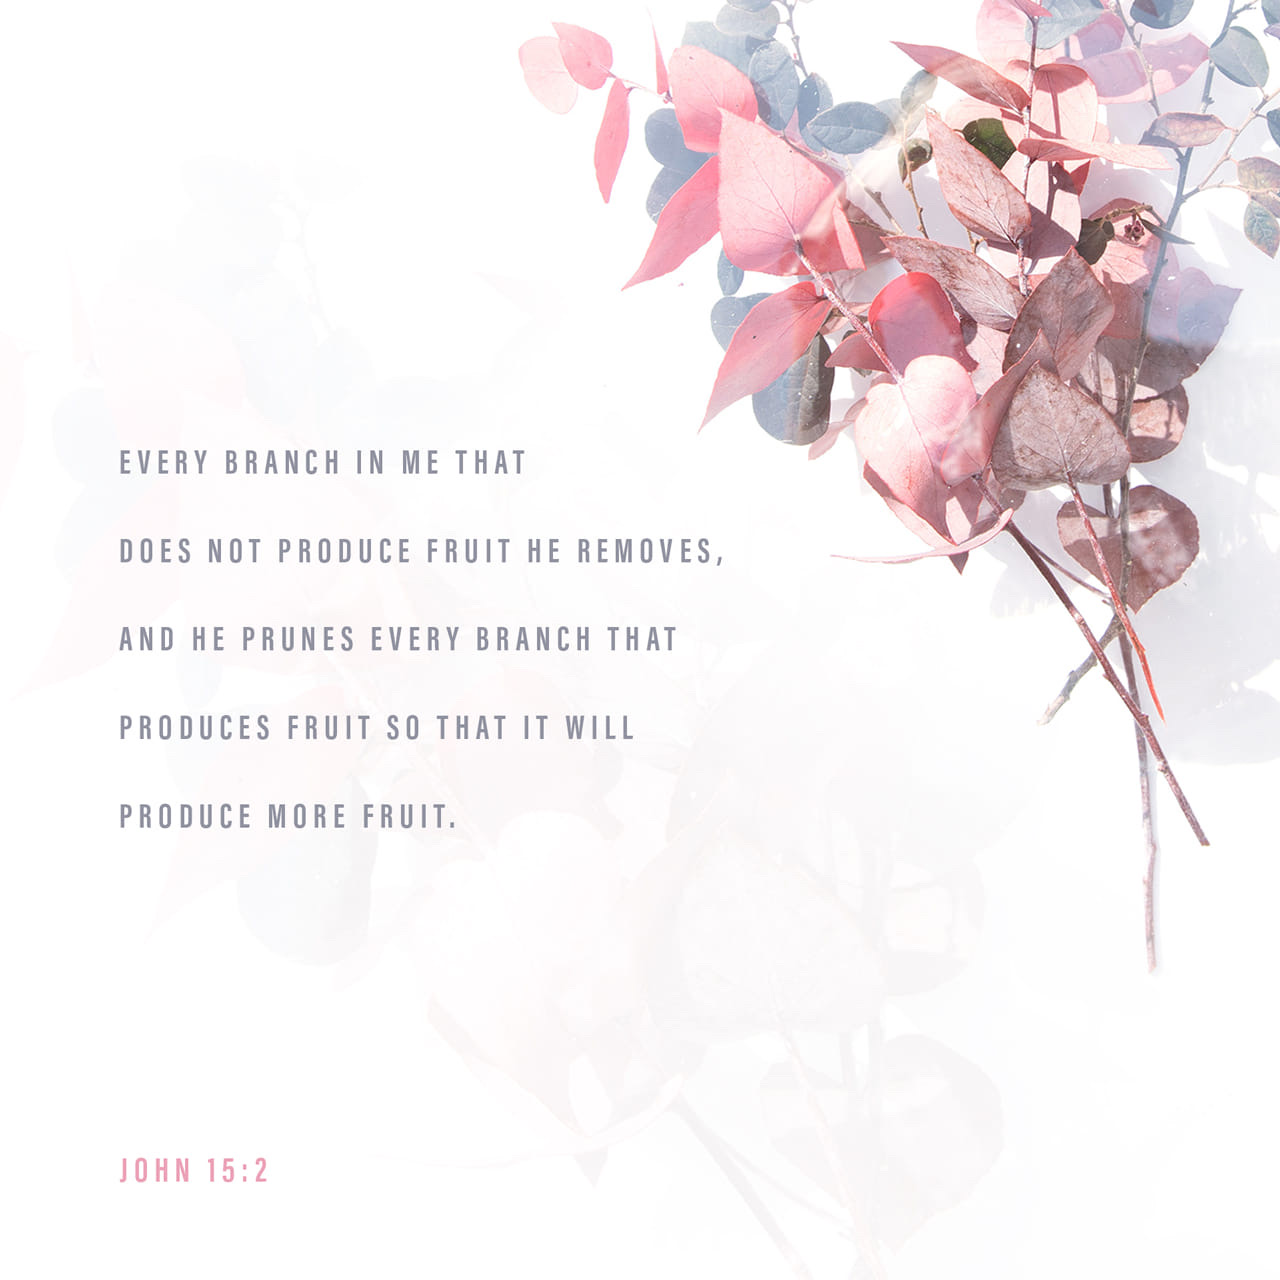 EVERY BRANCH IN ME THAT
DOES NOT PRODUCE FRUIT HE REMOVES,
AND HE PRUNES EVERY BRANCH THAT
PRODUCES FRUIT SO THAT IT WILL
PRODUCE MORE FRUIT.
JOHN 15:2